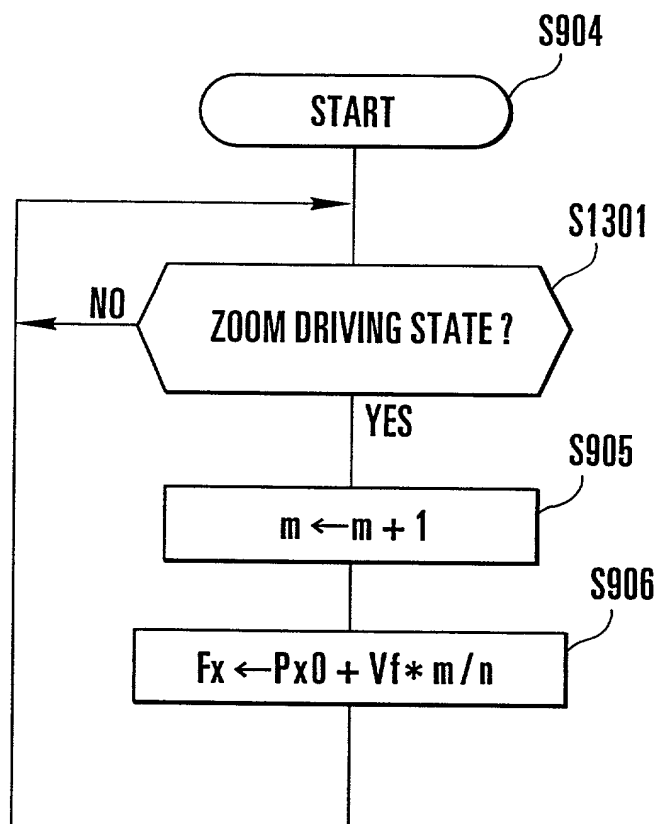 S904
START
S1301
NO
ZOOM DRIVING STATE ?
YES
S905
m ← m + 1
S906
Fx ← Px0 + Vf * m / n